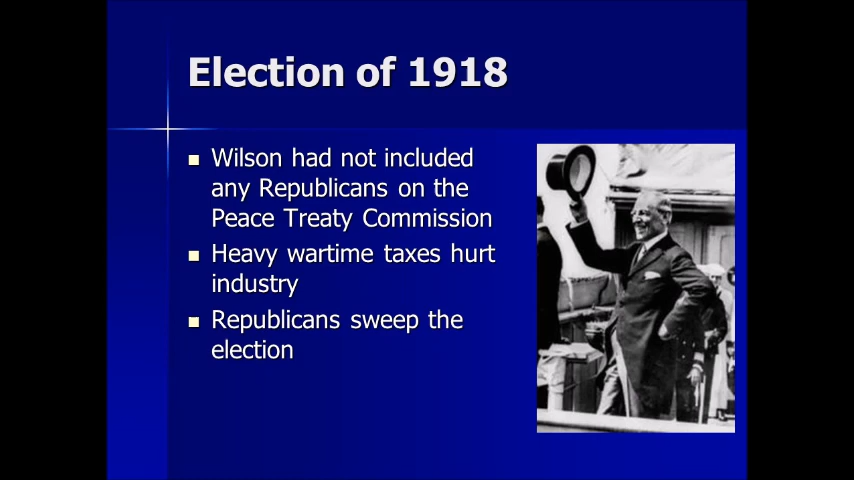 Election of 1918
Wilson had not included
any Republicans on the
Peace Treaty Commission
Heavy wartime taxes hurt
industry
Republicans sweep the
election